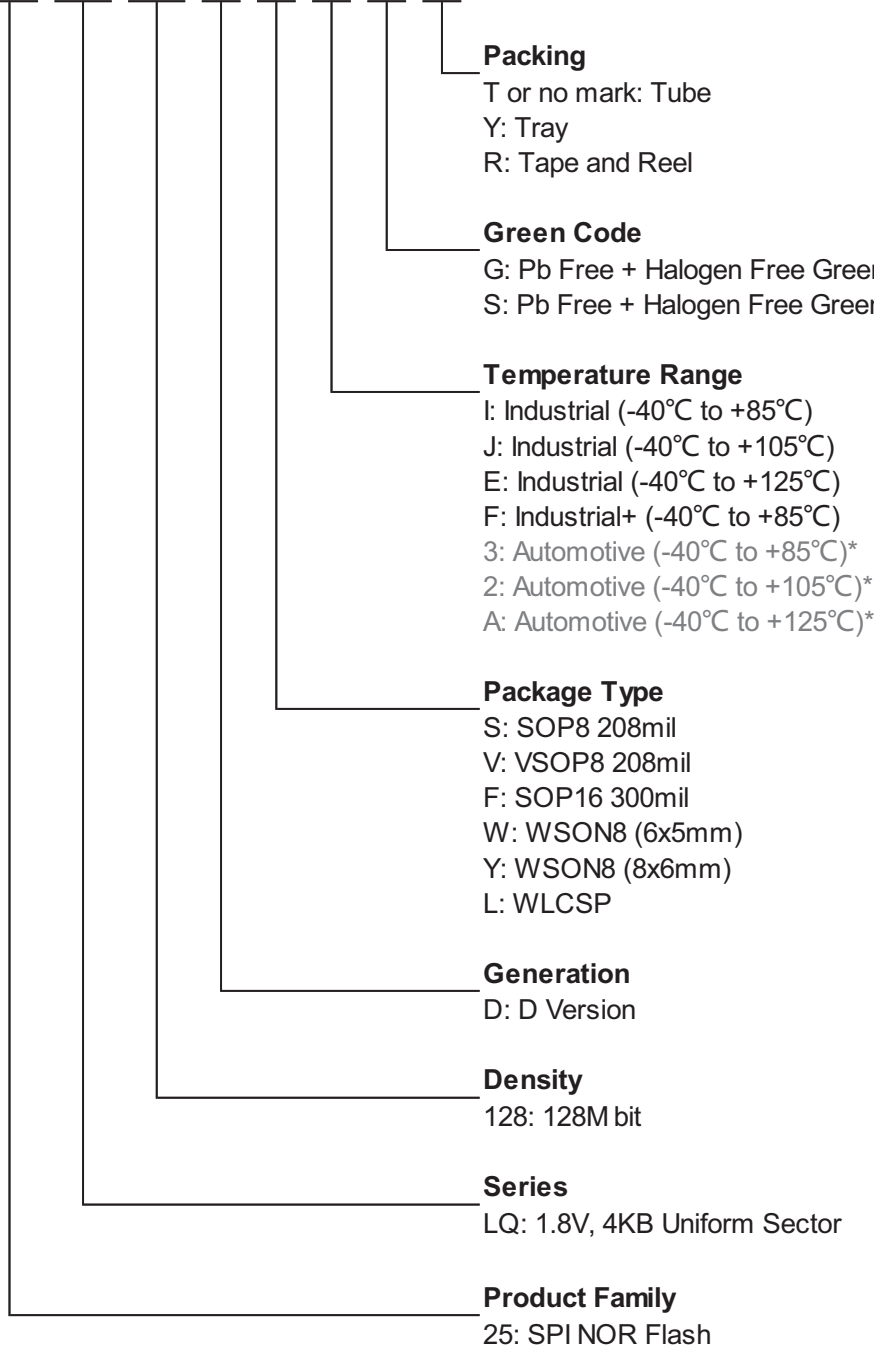 Packing
T or no mark: Tube
Y: Tray
R: Tape and Reel
Green Code
G: Pb Free + Halogen Free Green
S: Pb Free + Halogen Free Green
Temperature Range
I: Industrial (-40℃ to +85℃)
J: Industrial (-40℃ to +105℃)
E: Industrial (-40℃ to +125℃)
F: Industrial+ (-40℃ to +85℃)
3: Automotive (-40℃ to +85℃)*
2: Automotive (-40℃ to +105℃)*
A: Automotive (-40℃ to +125℃)*
Package Type
S: SOP8 208mil
V: VSOP8 208mil
F: SOP16 300mil
W: WSON8 (6x5mm)
Y: WSON8 (8x6mm)
L: WLCSP
Generation
D: D Version
Density
128: 128M bit
Series
LQ: 1.8V, 4KB Uniform Sector
Product Family
25: SPI NOR Flash